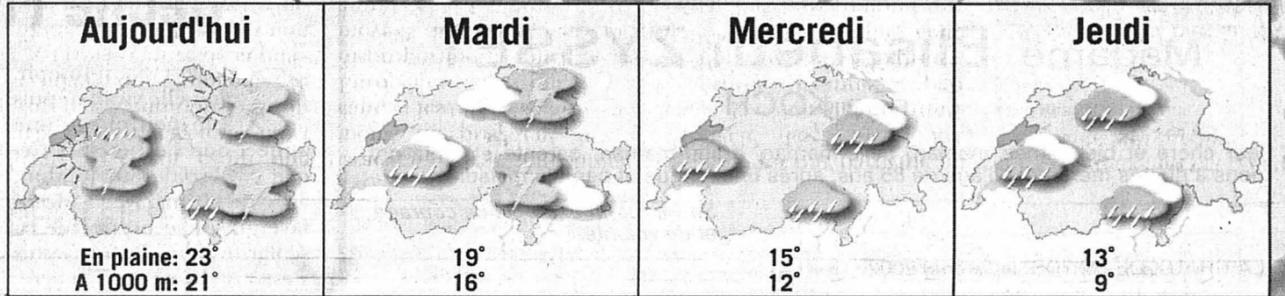 Aujourd'hui
En plaine: 23°
A 1000 m: 21°
Mardi
19°
16°
Mercredi
15°
12°
Jeudi
13°
9°